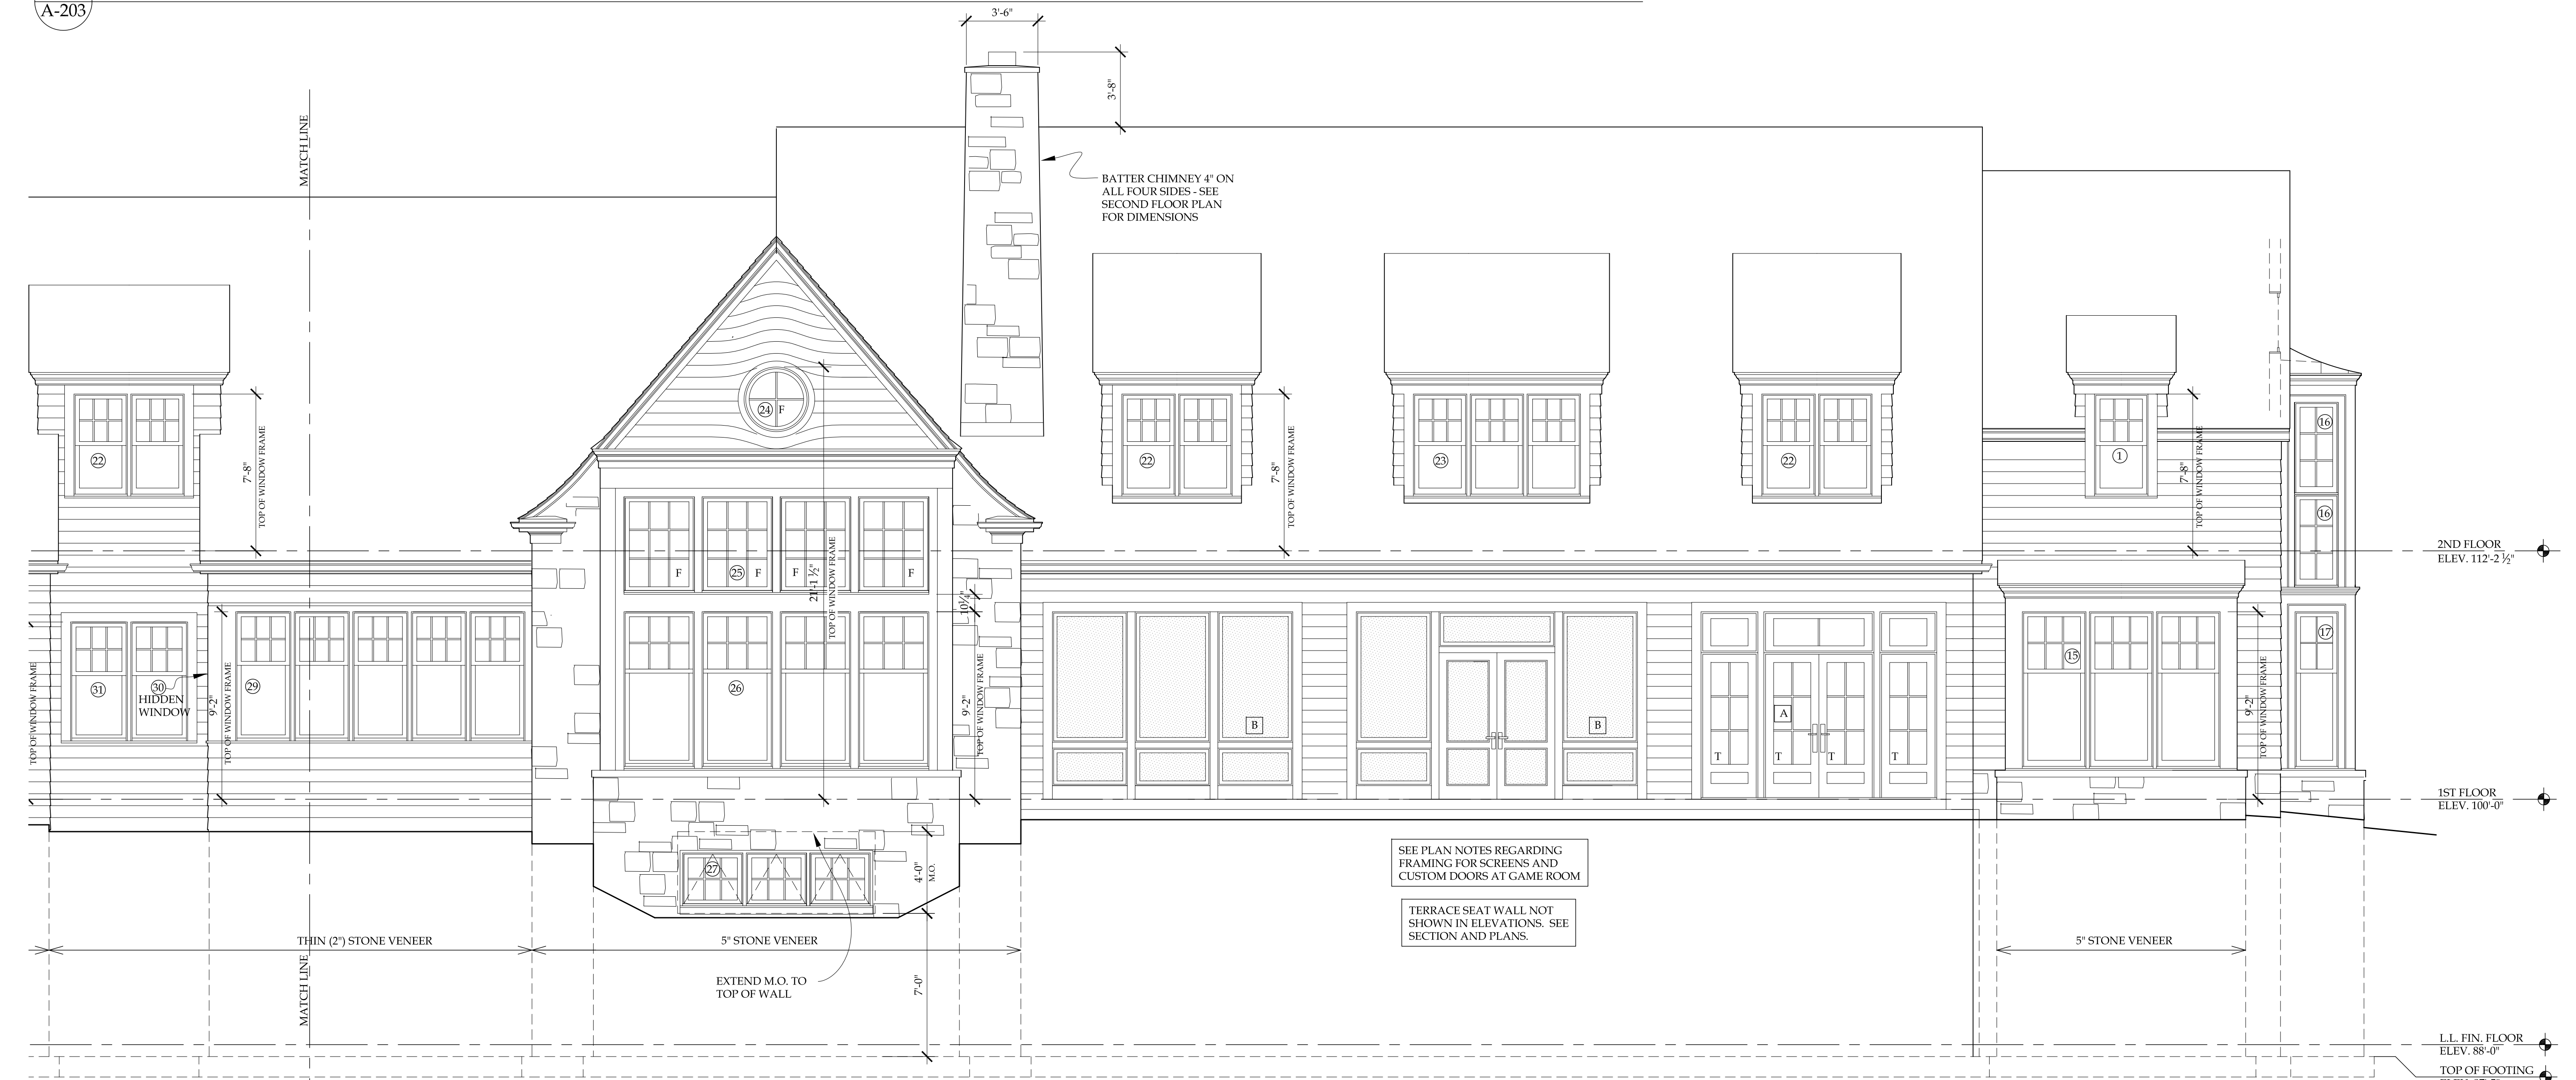 A-203
3'-6"
3'-8"
MATCH LINE
BATTER CHIMNEY 4" ON
ALL FOUR SIDES - SEE
SECOND FLOOR PLAN
FOR DIMENSIONS
24 F
22
7'-8"
TOP OF WINDOW FRAME
22
7'-8"
TOP OF WINDOW FRAME
23
22
1
7'-8"
TOP OF WINDOW FRAME
16
16
2ND FLOOR
ELEV. 112'-2 ½"
F
25 F
F
F
21'-1 ½"
TOP OF WINDOW FRAME
10¼"
TOP OF WINDOW FRAME
31
30
HIDDEN
WINDOW
9'-2"
TOP OF WINDOW FRAME
29
26
9'-2"
TOP OF WINDOW FRAME
B
B
A
T
T
T
T
15
9'-2"
TOP OF WINDOW FRAME
17
1ST FLOOR
ELEV. 100'-0"
27
4'-0"
M.O.
SEE PLAN NOTES REGARDING
FRAMING FOR SCREENS AND
CUSTOM DOORS AT GAME ROOM
TERRACE SEAT WALL NOT
SHOWN IN ELEVATIONS. SEE
SECTION AND PLANS.
THIN (2") STONE VENEER
5" STONE VENEER
5" STONE VENEER
EXTEND M.O. TO
TOP OF WALL
7'-0"
MATCH LINE
L.L. FIN. FLOOR
ELEV. 88'-0"
TOP OF FOOTING